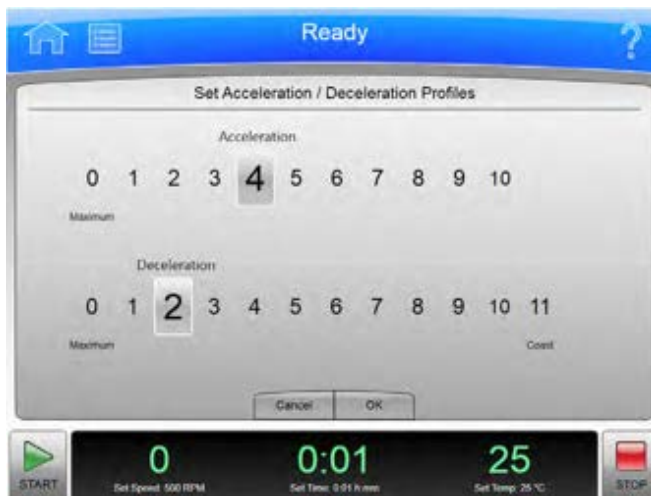 Ready
?
Set Acceleration / Deceleration Profiles
Acceleration
0 1 2 3 4 5 6 7 8 9 10
Maximum
Deceleration
0 1 2 3 4 5 6 7 8 9 10 11
Maximum Coast
Cancel OK
0 0:01 25
START Set Speed: 500 RPM Set Time: 0:01 h:mm Set Temp: 25 °C STOP